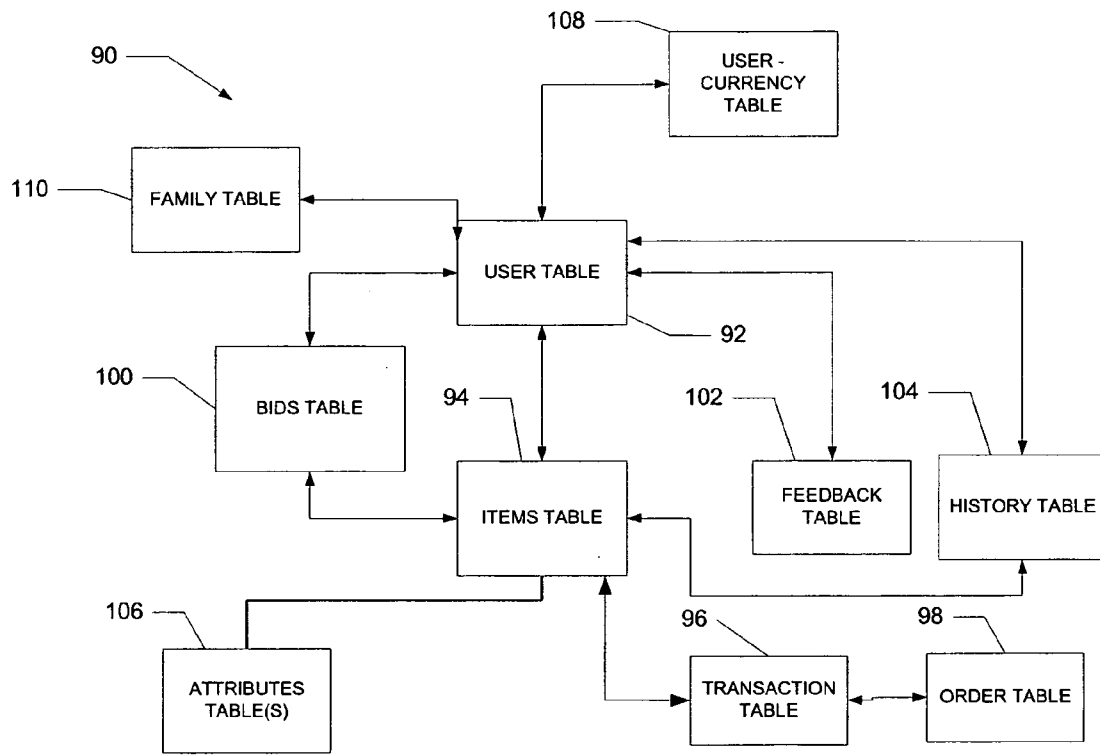 108
USER -
CURRENCY
TABLE
90
110
FAMILY TABLE
USER TABLE
92
100
BIDS TABLE
94
102
104
ITEMS TABLE
FEEDBACK
TABLE
HISTORY TABLE
106
96
98
ATTRIBUTES
TABLE(S)
TRANSACTION
TABLE
ORDER TABLE